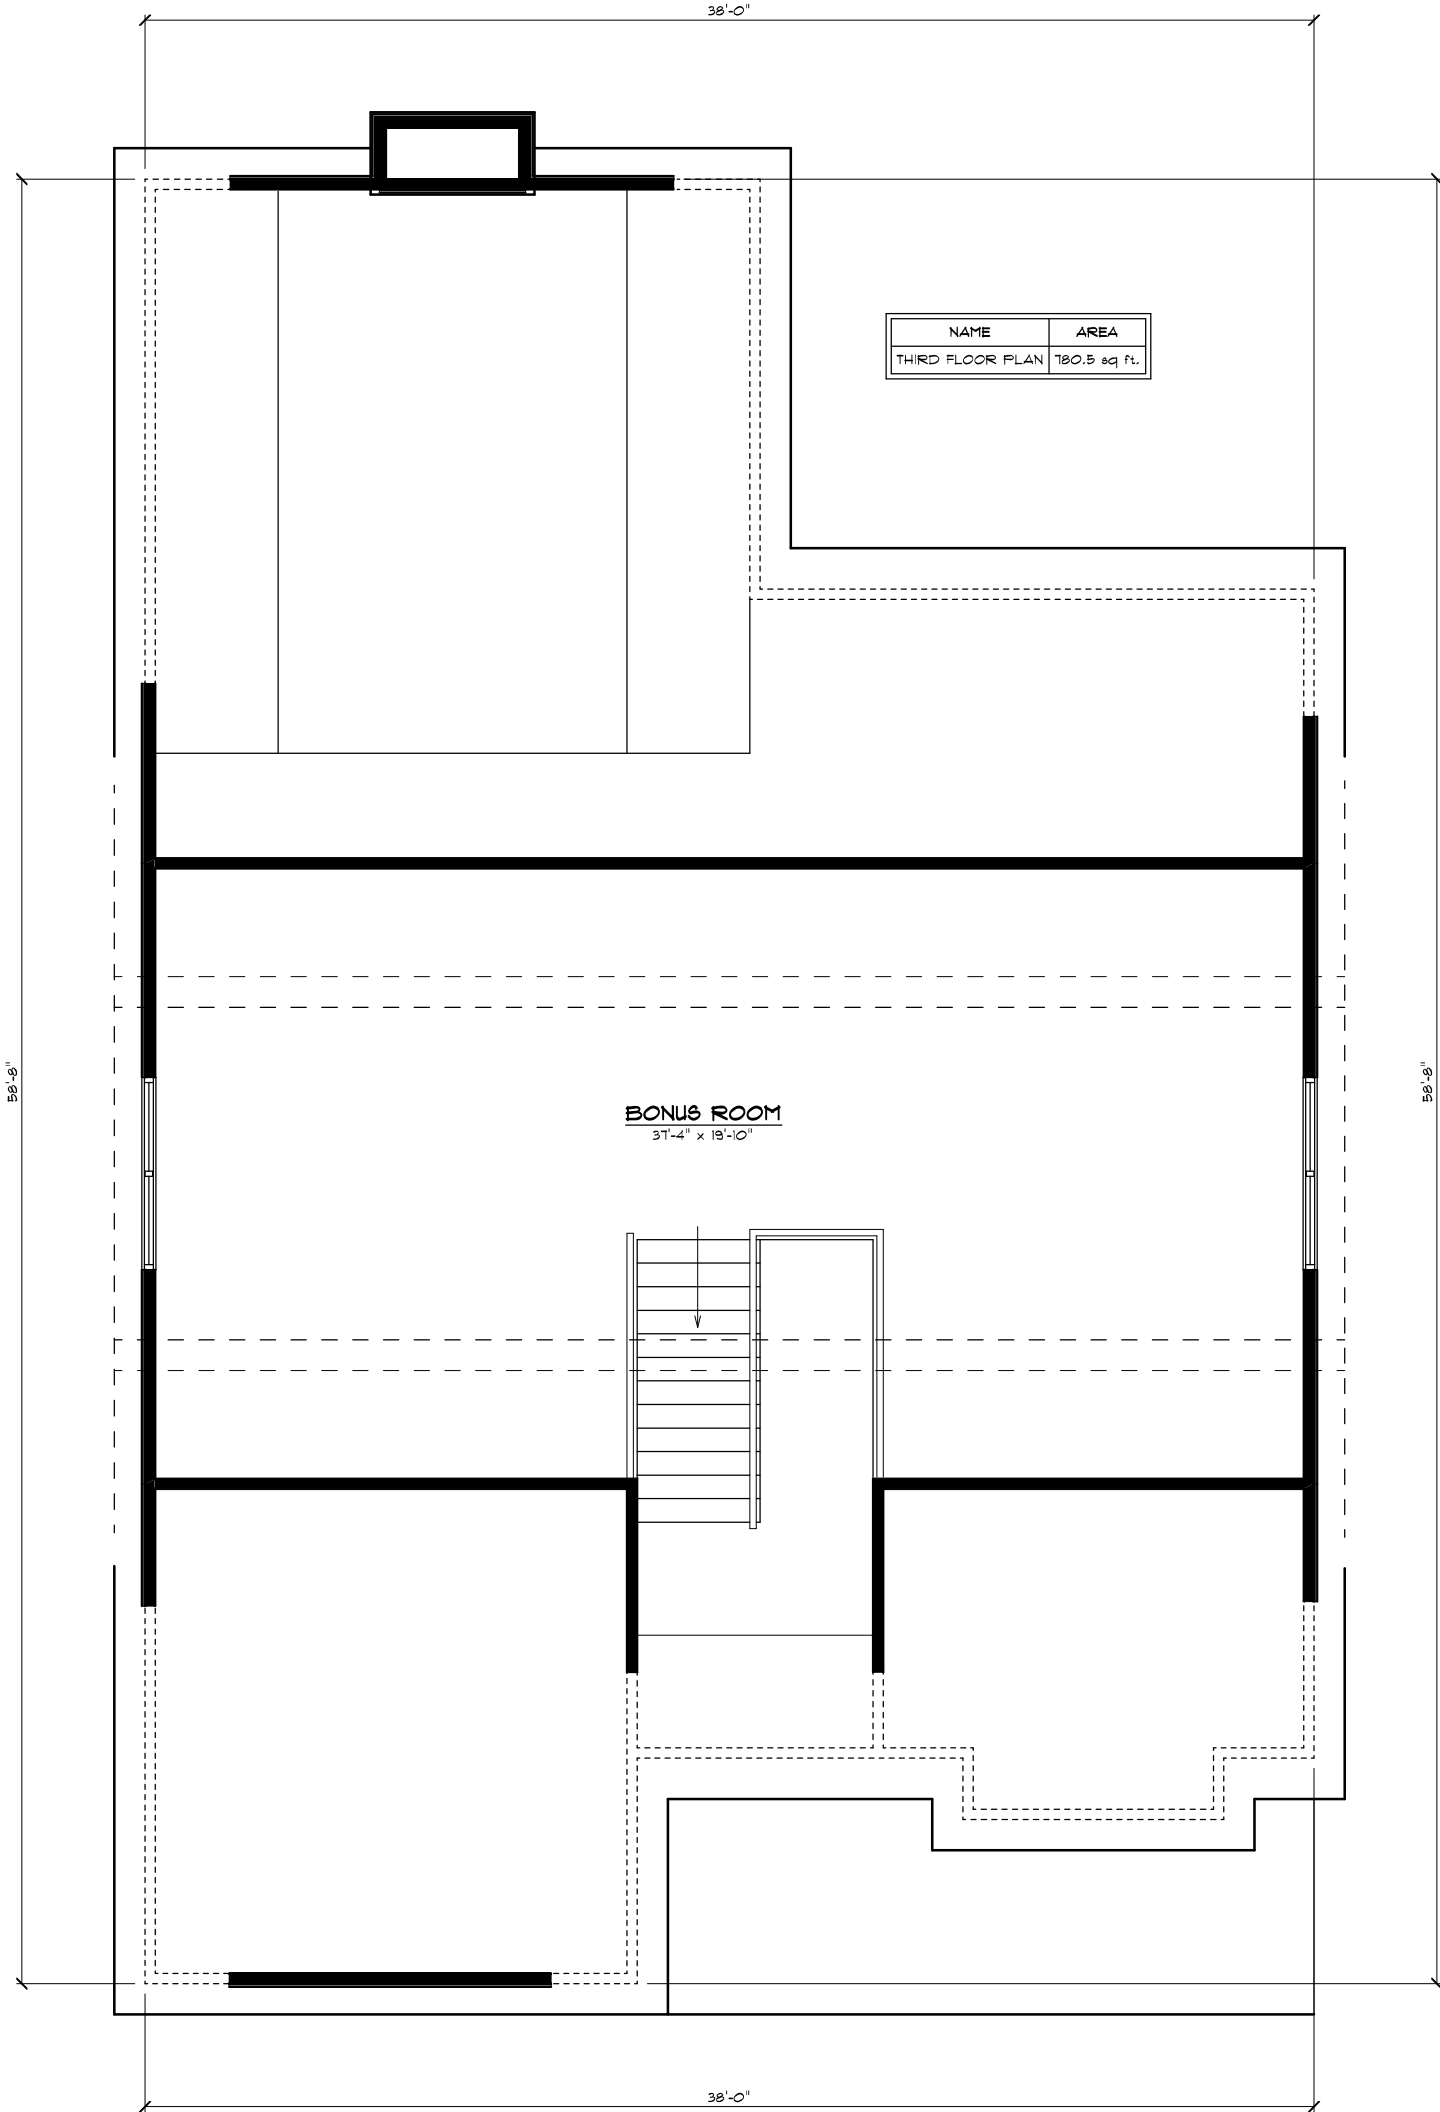 38'-0"
NAME AREA
THIRD FLOOR PLAN 780.5 sq ft.
58'-8"
58'-8"
BONUS ROOM
37'-4" x 19'-10"
38'-0"